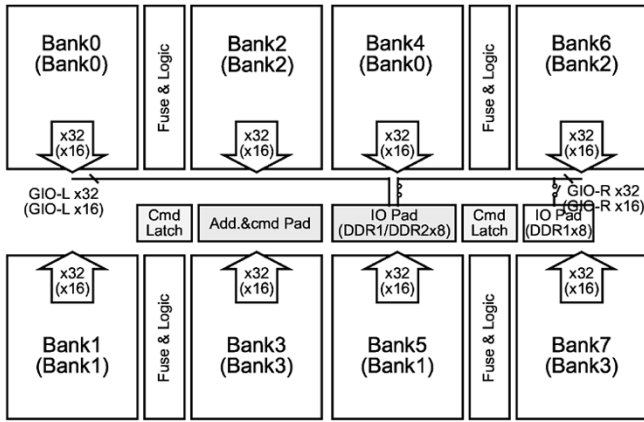 Bank0
(Bank0)
Fuse & Logic
Bank2
(Bank2)
Bank4
(Bank0)
Fuse & Logic
Bank6
(Bank2)
x32
(x16)
x32
(x16)
x32
(x16)
x32
(x16)
GIO-L x32
(GIO-L x16)
GIO-R x32
(GIO-R x16)
Cmd
Latch
Add.&cmd Pad
IO Pad
(DDR1/DDR2x8)
Cmd
Latch
IO Pad
(DDR1x8)
x32
(x16)
x32
(x16)
x32
(x16)
x32
(x16)
Bank1
(Bank1)
Fuse & Logic
Bank3
(Bank3)
Bank5
(Bank1)
Fuse & Logic
Bank7
(Bank3)